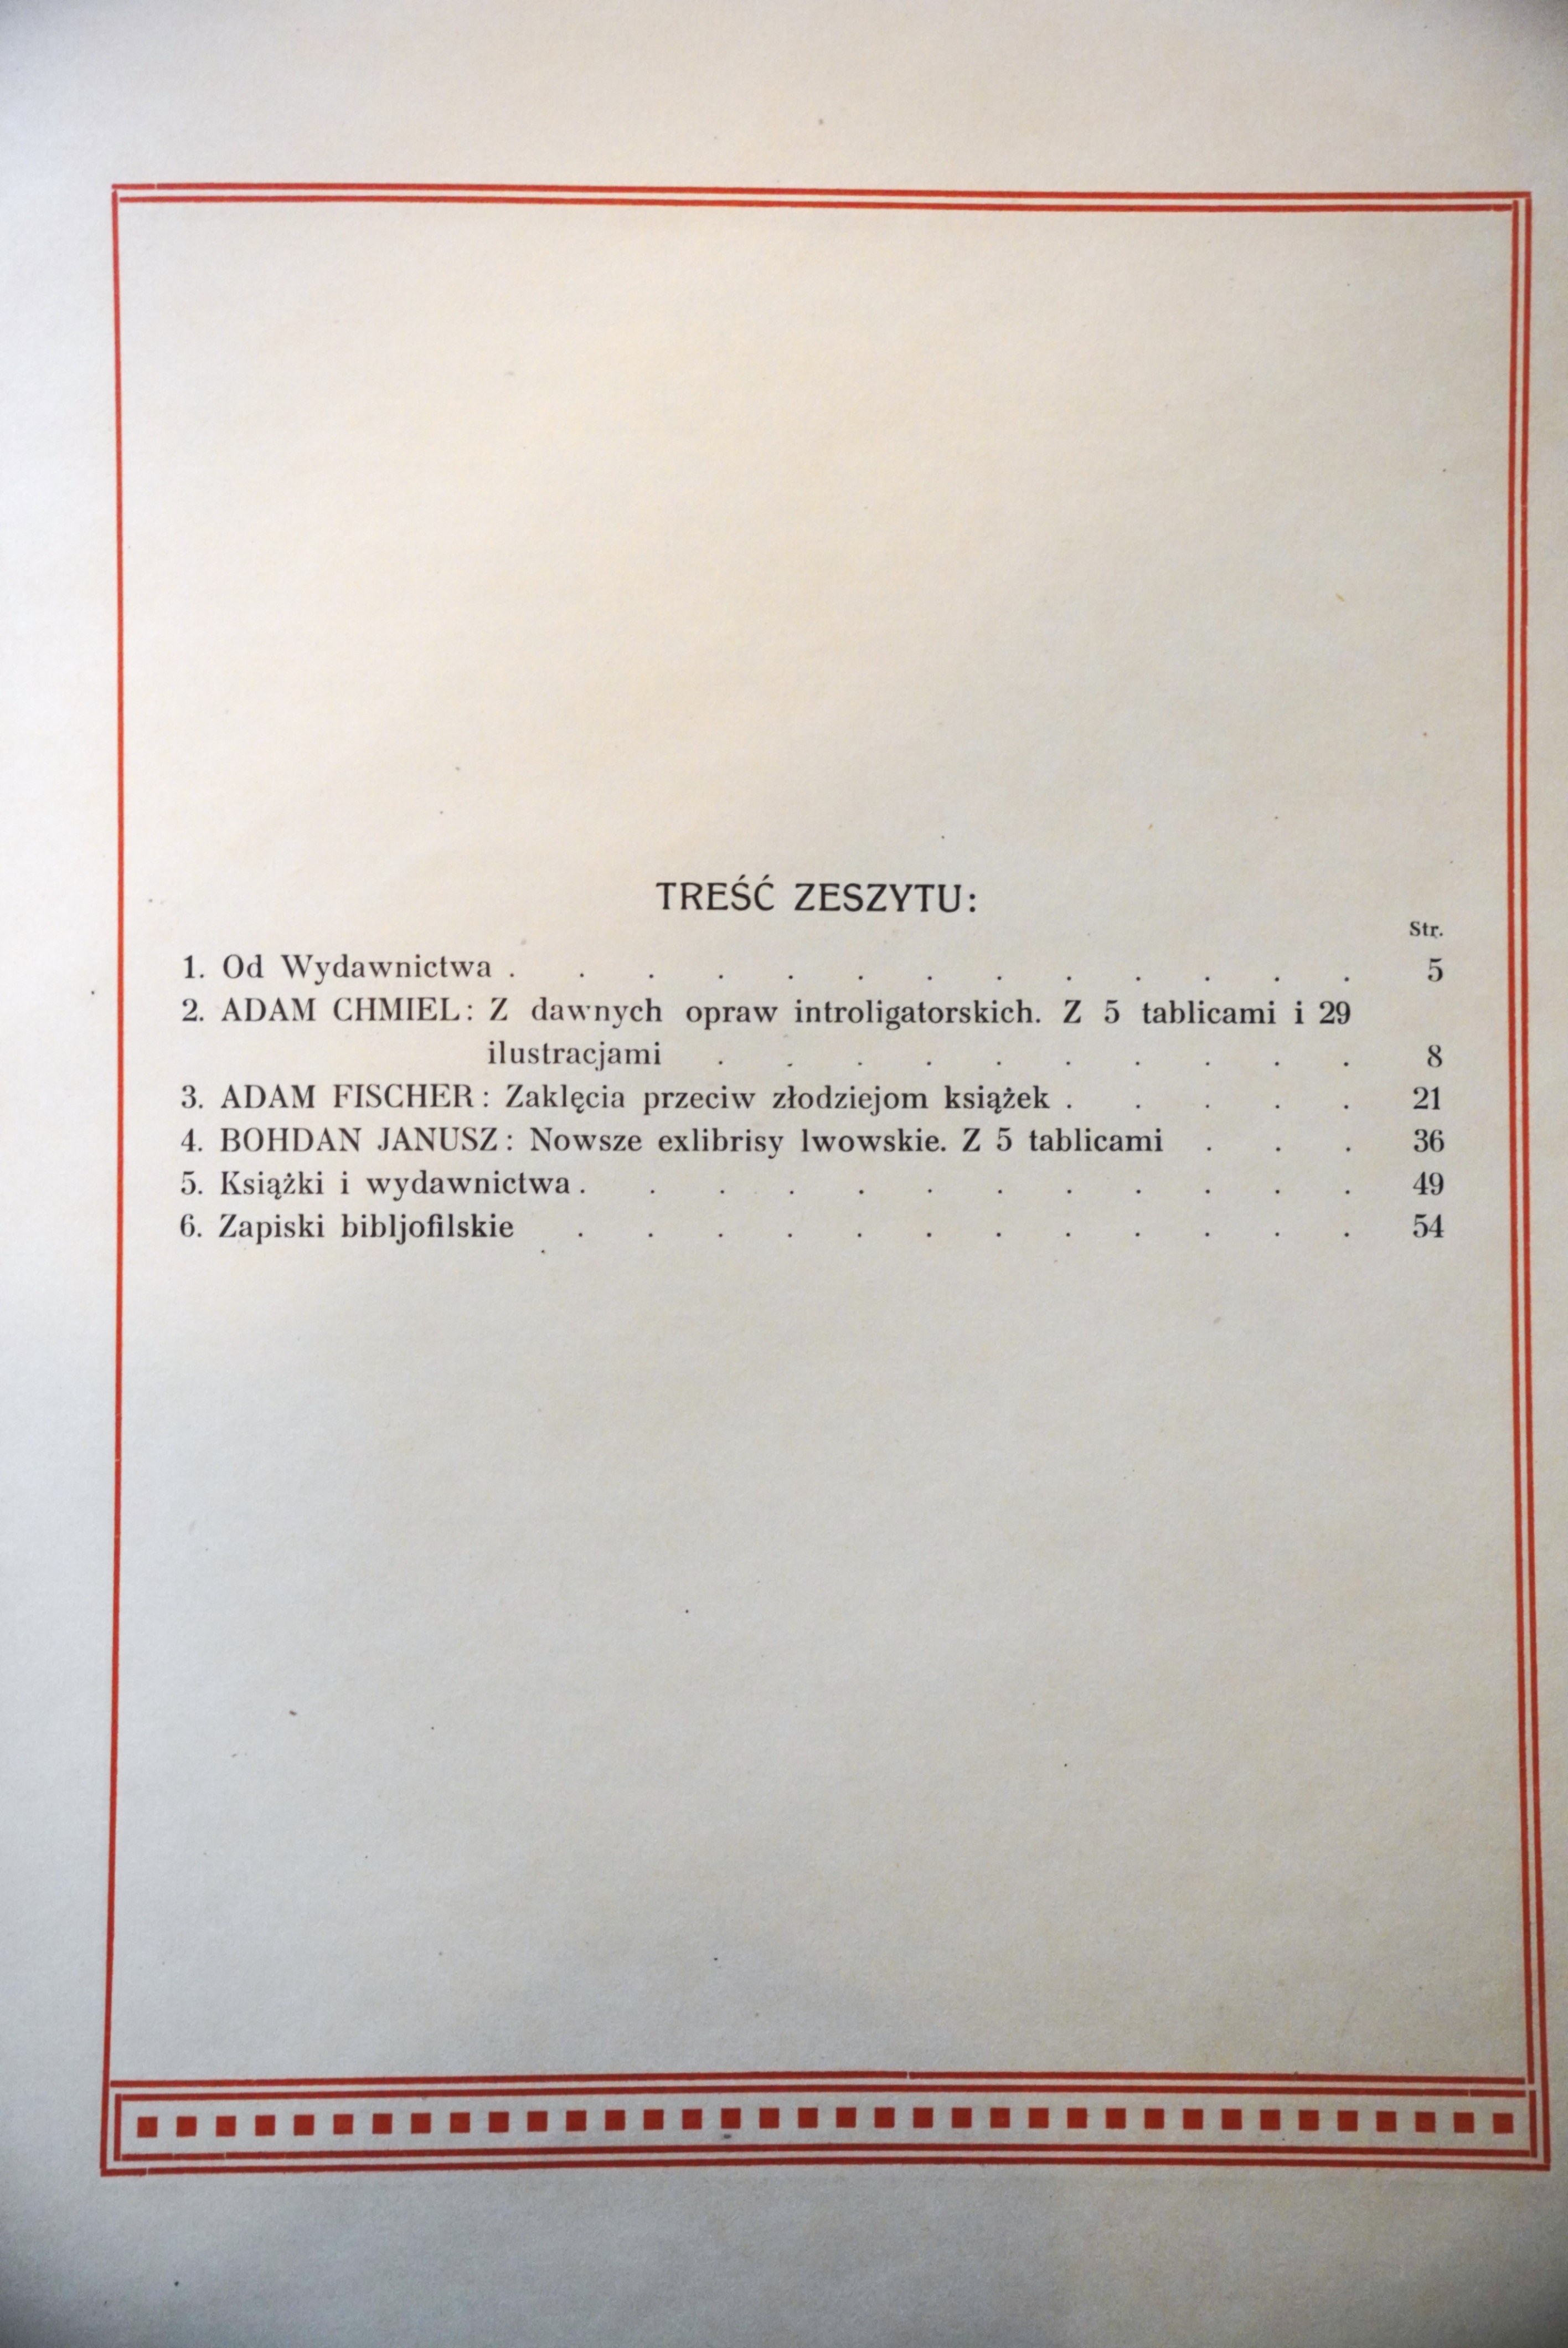 TREŚĆ ZESZYTU:
Str.
1. Od Wydawnictwa . . . . . . . . . . . . . 5
2. ADAM CHMIEL: Z dawnych opraw introligatorskich. Z 5 tablicami i 29
ilustracjami . . . . . . . . . . 8
3. ADAM FISCHER: Zaklęcia przeciw złodziejom książek . . . . . 21
4. BOHDAN JANUSZ: Nowsze exlibrisy lwowskie. Z 5 tablicami . . . 36
5. Książki i wydawnictwa . . . . . . . . . . . . 49
6. Zapiski bibljofilskie . . . . . . . . . . . . 54